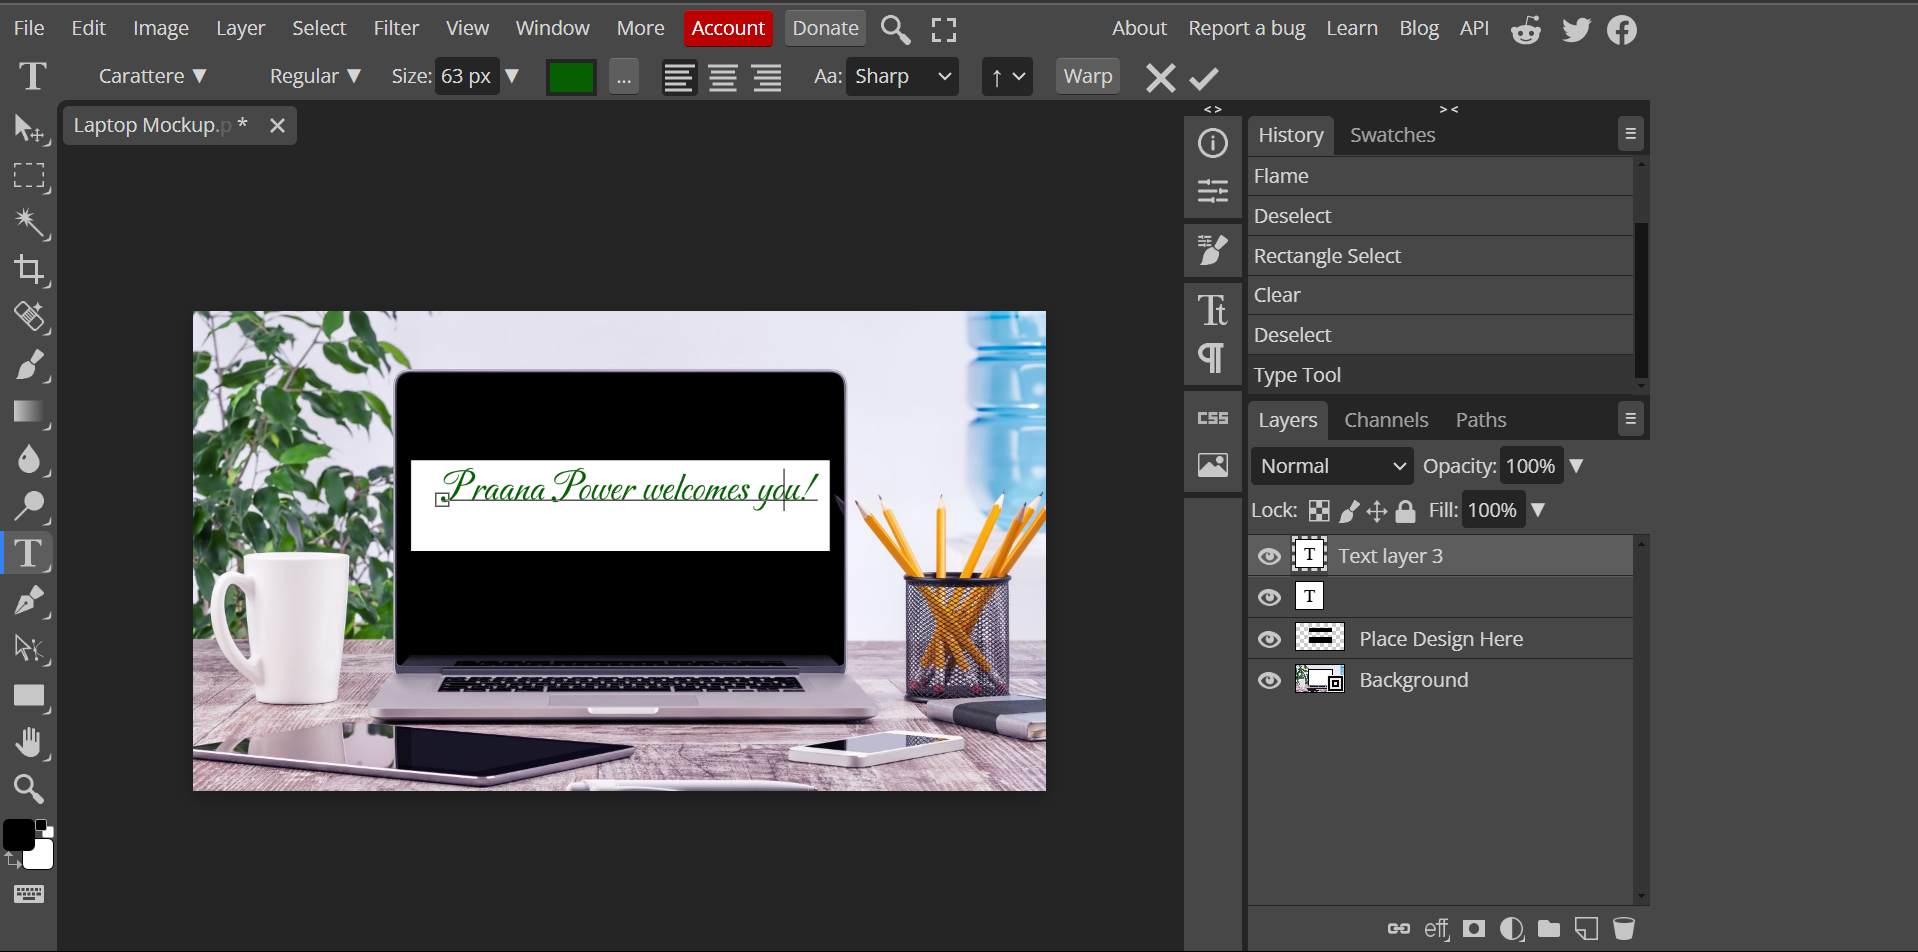 File Edit Image Layer Select Filter View Window More Account Donate About Report a bug Learn Blog API
T Carattere ▼ Regular ▼ Size: 63 px ▼ ... Aa: Sharp ↑ Warp
Laptop Mockup.p *
< > > <
History Swatches
Flame
Deselect
Rectangle Select
Clear
Deselect
Type Tool
Tt
¶
CSS
Layers Channels Paths
Normal Opacity: 100% ▼
Lock: Fill: 100% ▼
T Text layer 3
T
Place Design Here
Background
eff
T
Praana Power welcomes you!